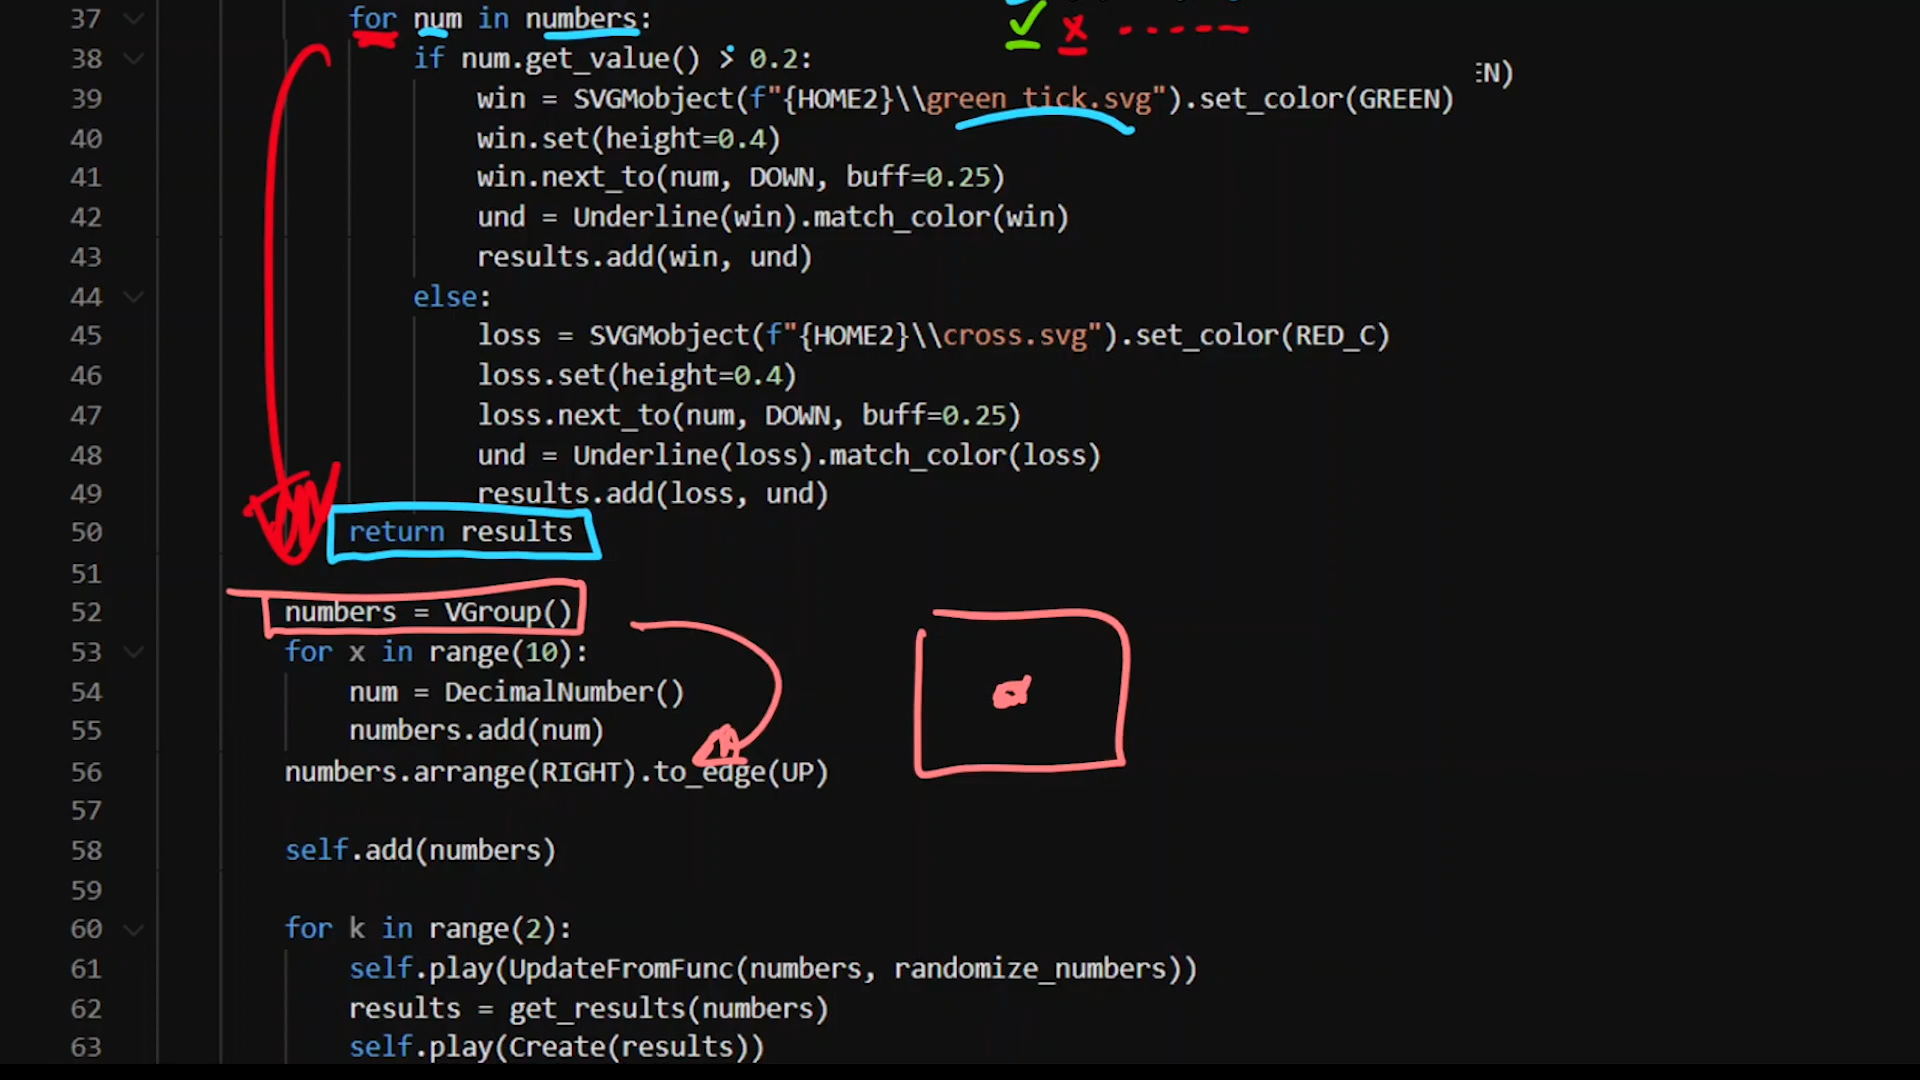 37 for num in numbers:
38 if num.get_value() > 0.2:
EN)
39 win = SVGMobject(f"{HOME2}\\green_tick.svg").set_color(GREEN)
40 win.set(height=0.4)
41 win.next_to(num, DOWN, buff=0.25)
42 und = Underline(win).match_color(win)
43 results.add(win, und)
44 else:
45 loss = SVGMobject(f"{HOME2}\\cross.svg").set_color(RED_C)
46 loss.set(height=0.4)
47 loss.next_to(num, DOWN, buff=0.25)
48 und = Underline(loss).match_color(loss)
49 results.add(loss, und)
50 return results
51
52 numbers = VGroup()
53 for x in range(10):
54 num = DecimalNumber()
55 numbers.add(num)
56 numbers.arrange(RIGHT).to_edge(UP)
57
58 self.add(numbers)
59
60 for k in range(2):
61 self.play(UpdateFromFunc(numbers, randomize_numbers))
62 results = get_results(numbers)
63 self.play(Create(results))